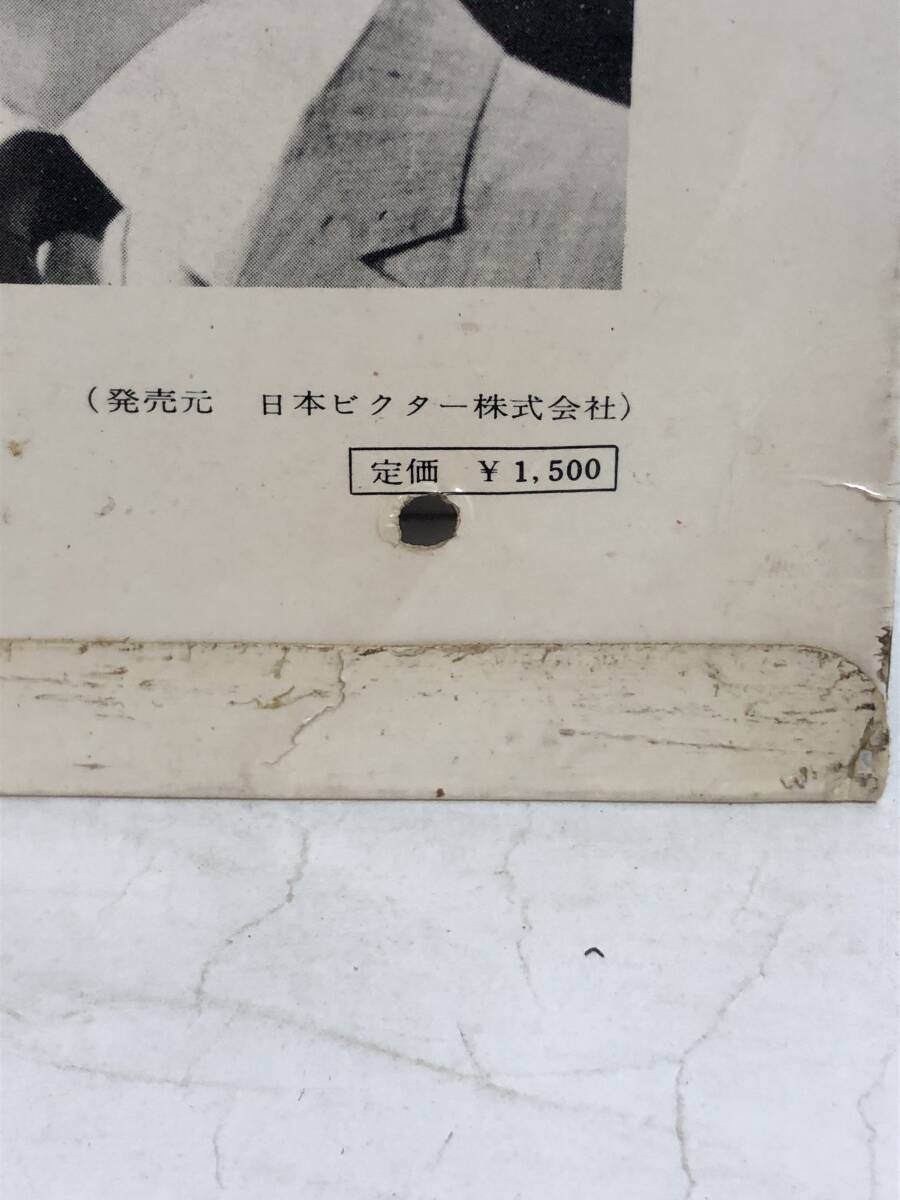 （発売元　日本ビクター株式会社）
定価　¥ 1,500